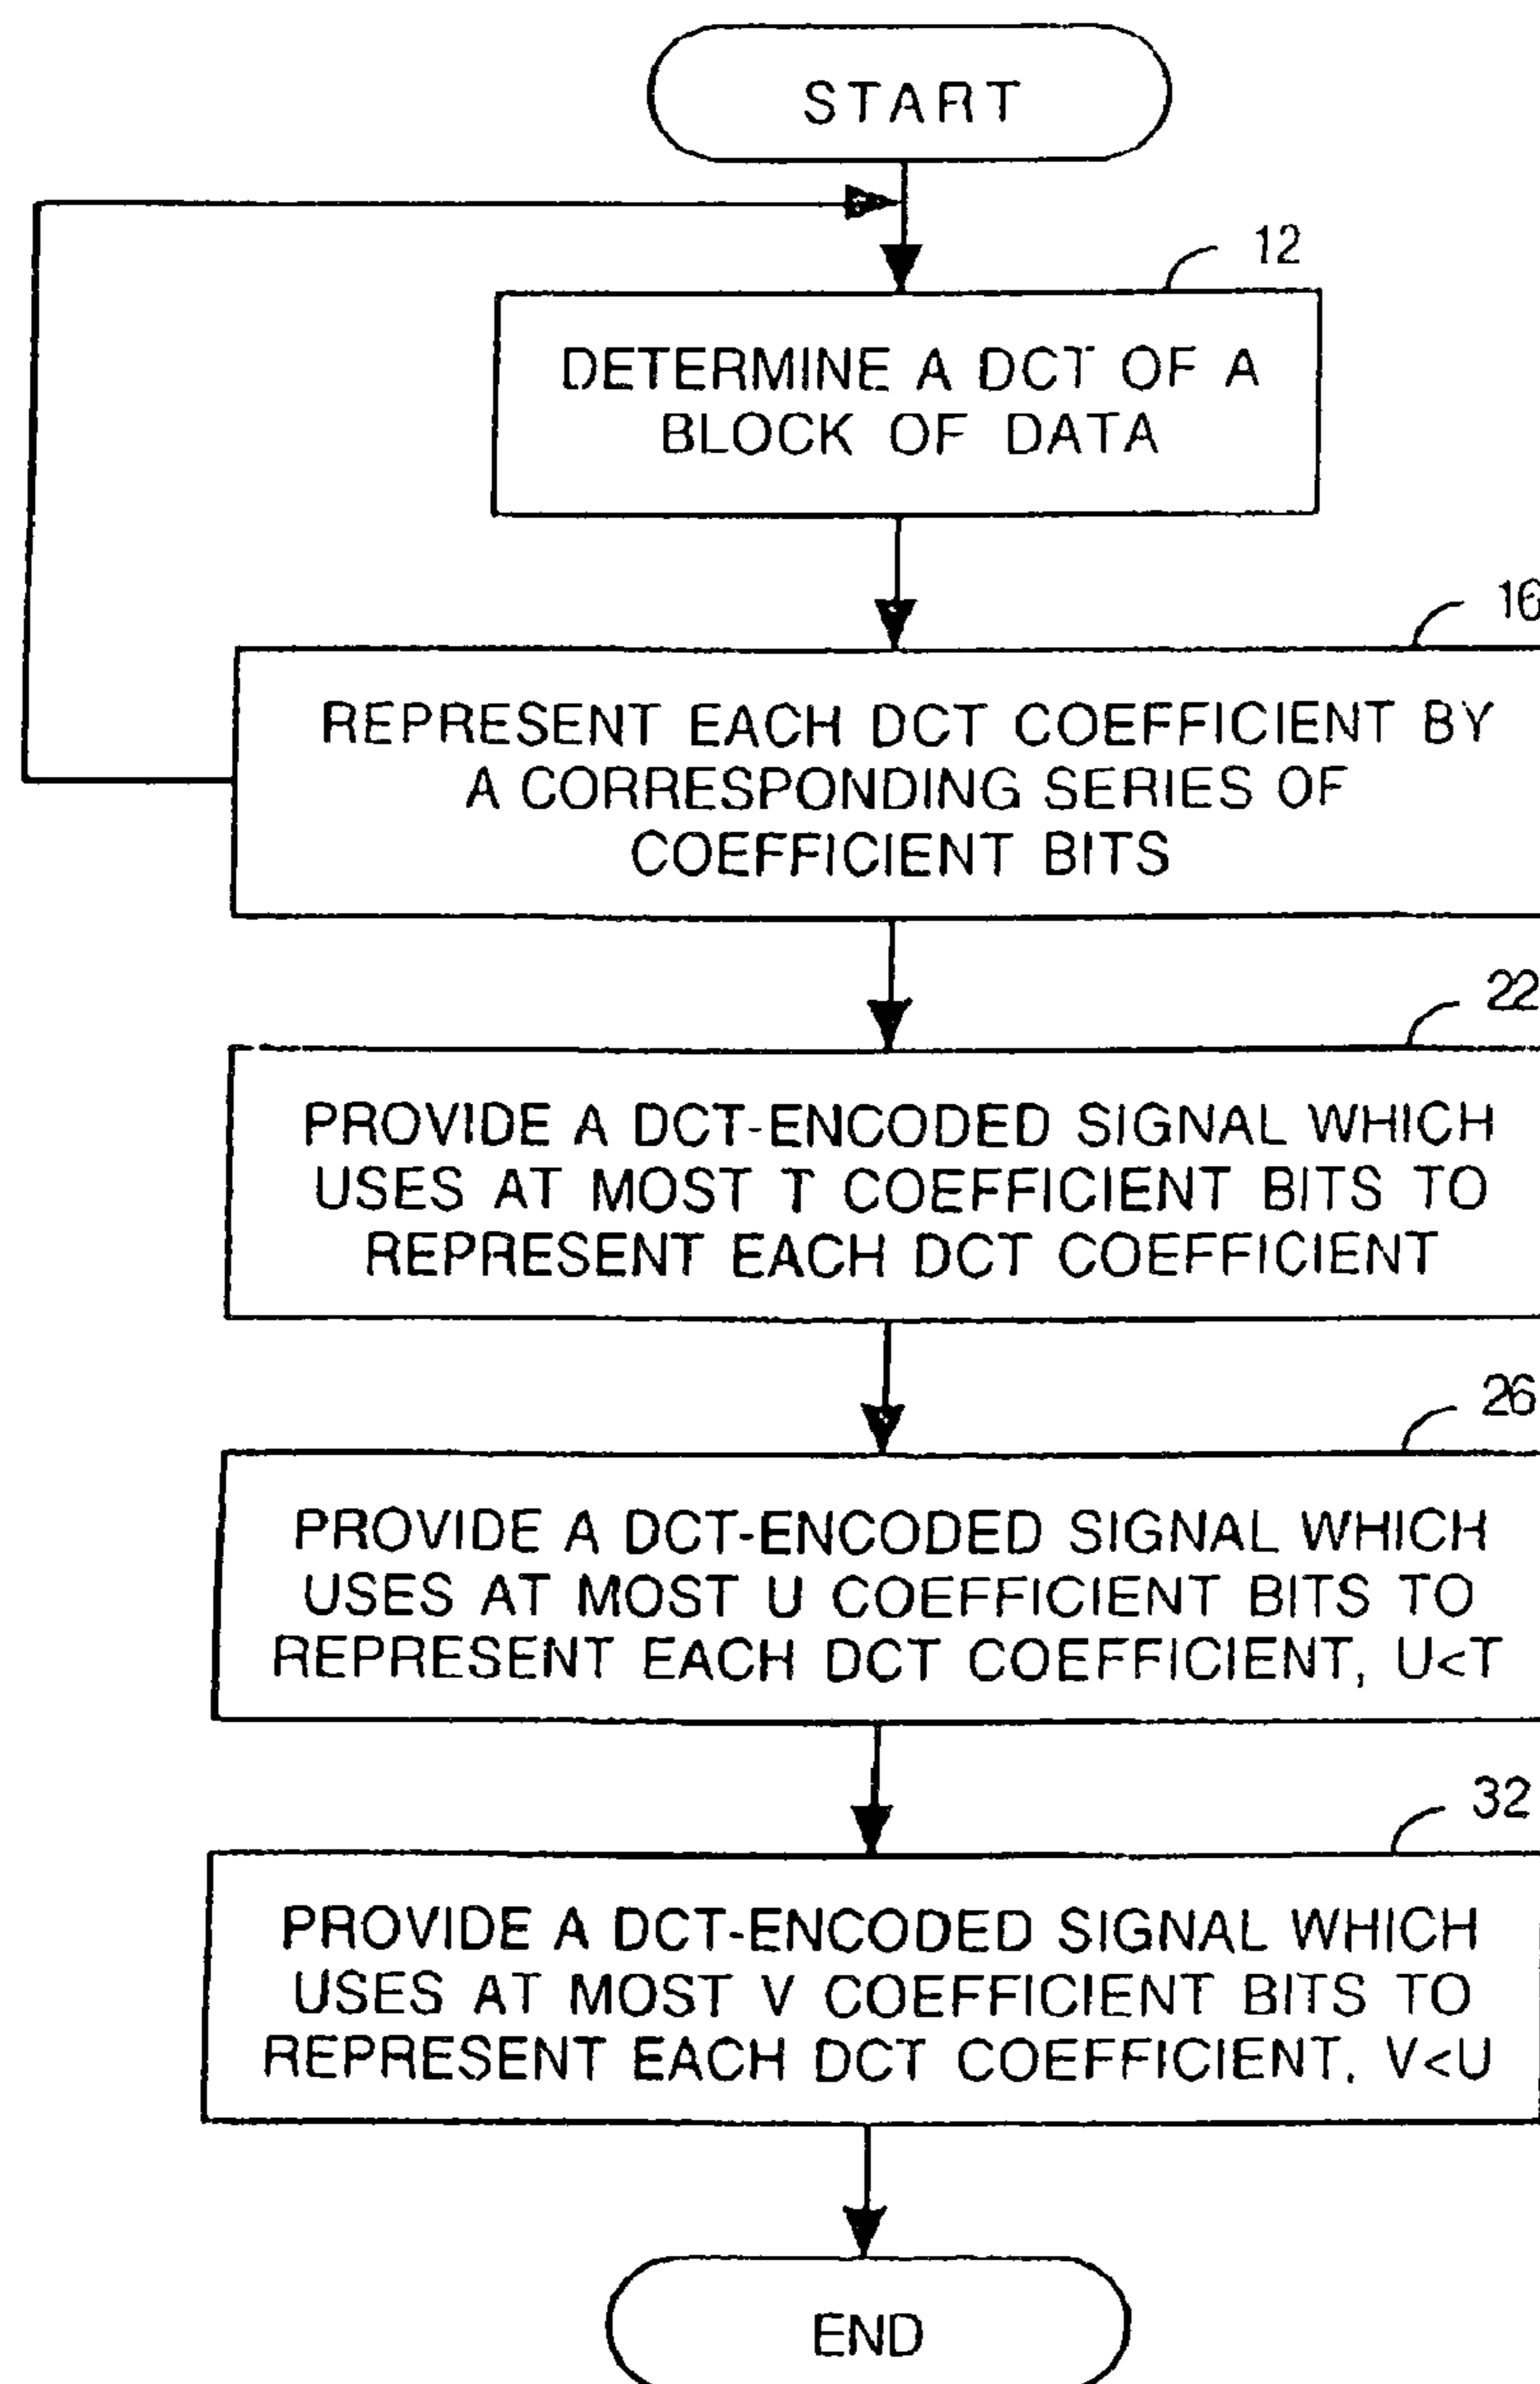 START
12
DETERMINE A DCT OF A
BLOCK OF DATA
16
REPRESENT EACH DCT COEFFICIENT BY
A CORRESPONDING SERIES OF
COEFFICIENT BITS
22
PROVIDE A DCT-ENCODED SIGNAL WHICH
USES AT MOST T COEFFICIENT BITS TO
REPRESENT EACH DCT COEFFICIENT
26
PROVIDE A DCT-ENCODED SIGNAL WHICH
USES AT MOST U COEFFICIENT BITS TO
REPRESENT EACH DCT COEFFICIENT, U<T
32
PROVIDE A DCT-ENCODED SIGNAL WHICH
USES AT MOST V COEFFICIENT BITS TO
REPRESENT EACH DCT COEFFICIENT, V<U
END